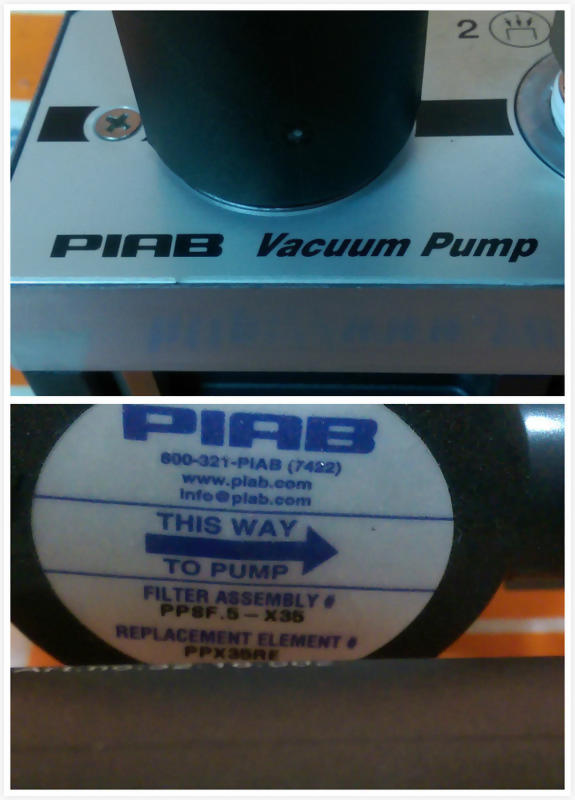 2
PIAB Vacuum Pump
PIAB
800-321-PIAB (7422)
www.piab.com
info@piab.com
THIS WAY
TO PUMP
FILTER ASSEMBLY #
PPSF.5-X35
REPLACEMENT ELEMENT #
PPX35RE